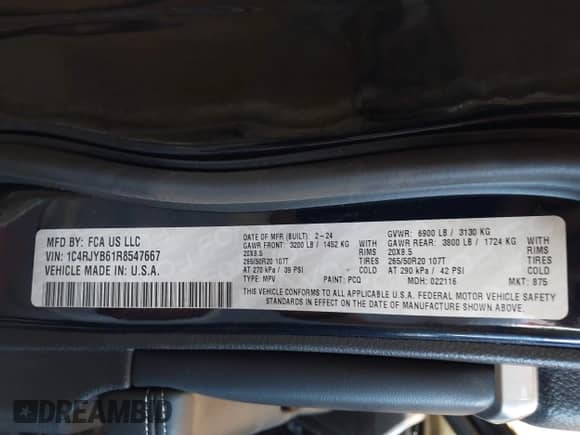 MFD BY: FCA US LLC
VIN: 1C4RJYB61R8547667
VEHICLE MADE IN: U.S.A.
DATE OF MFR (BUILT) 2-24 GVWR: 6900 LB / 3130 KG
GAWR FRONT: 3200 LB / 1452 KG WITH GAWR REAR: 3800 LB / 1724 KG WITH
20X8.5 RIMS 20X8.5 RIMS
265/50R20 107T TIRES 265/50R20 107T TIRES
AT 270 kPa / 39 PSI AT 290 kPa / 42 PSI
TYPE: MPV PAINT: PCQ MDH: 022116 MKT: 875
THIS VEHICLE CONFORMS TO ALL APPLICABLE U.S.A. FEDERAL MOTOR VEHICLE SAFETY
STANDARDS IN EFFECT ON THE DATE OF MANUFACTURE SHOWN ABOVE.
DREAMBID